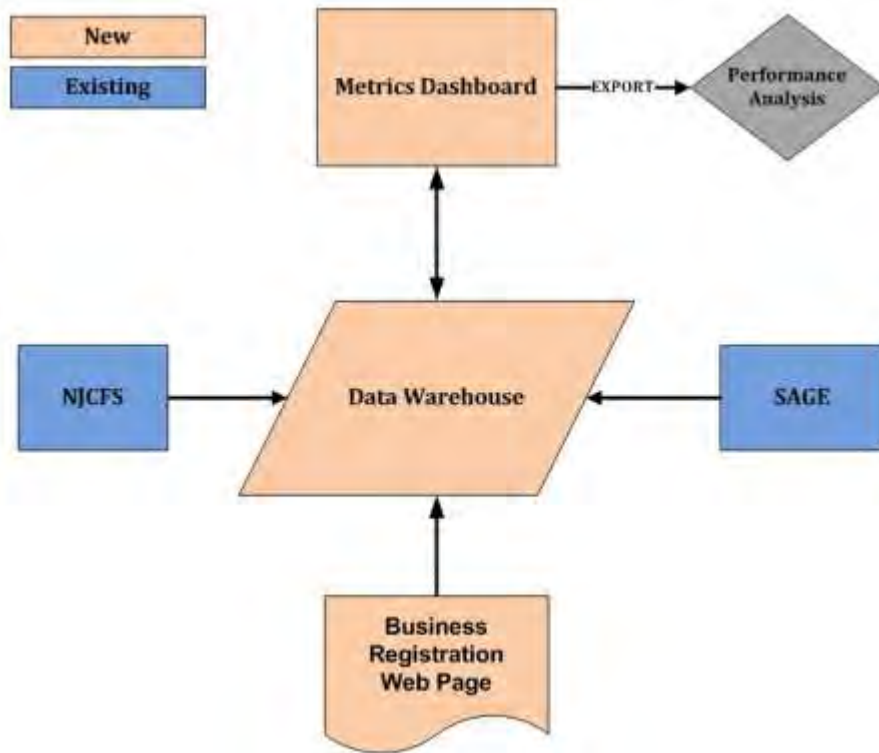 New
Existing
Metrics Dashboard
EXPORT
Performance
Analysis
NJCFS
Data Warehouse
SAGE
Business
Registration
Web Page